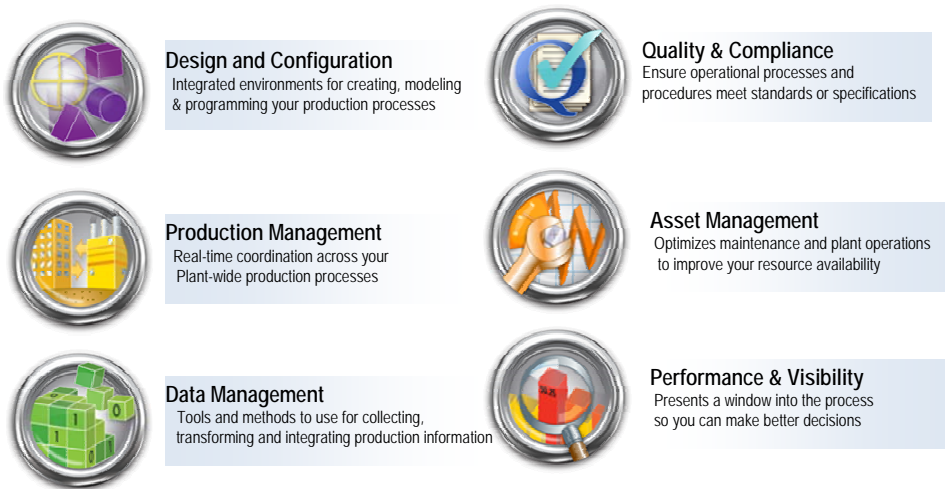 Design and Configuration
Integrated environments for creating, modeling
& programming your production processes
Production Management
Real-time coordination across your
Plant-wide production processes
Data Management
Tools and methods to use for collecting,
transforming and integrating production information
Quality & Compliance
Ensure operational processes and
procedures meet standards or specifications
Asset Management
Optimizes maintenance and plant operations
to improve your resource availability
Performance & Visibility
Presents a window into the process
so you can make better decisions